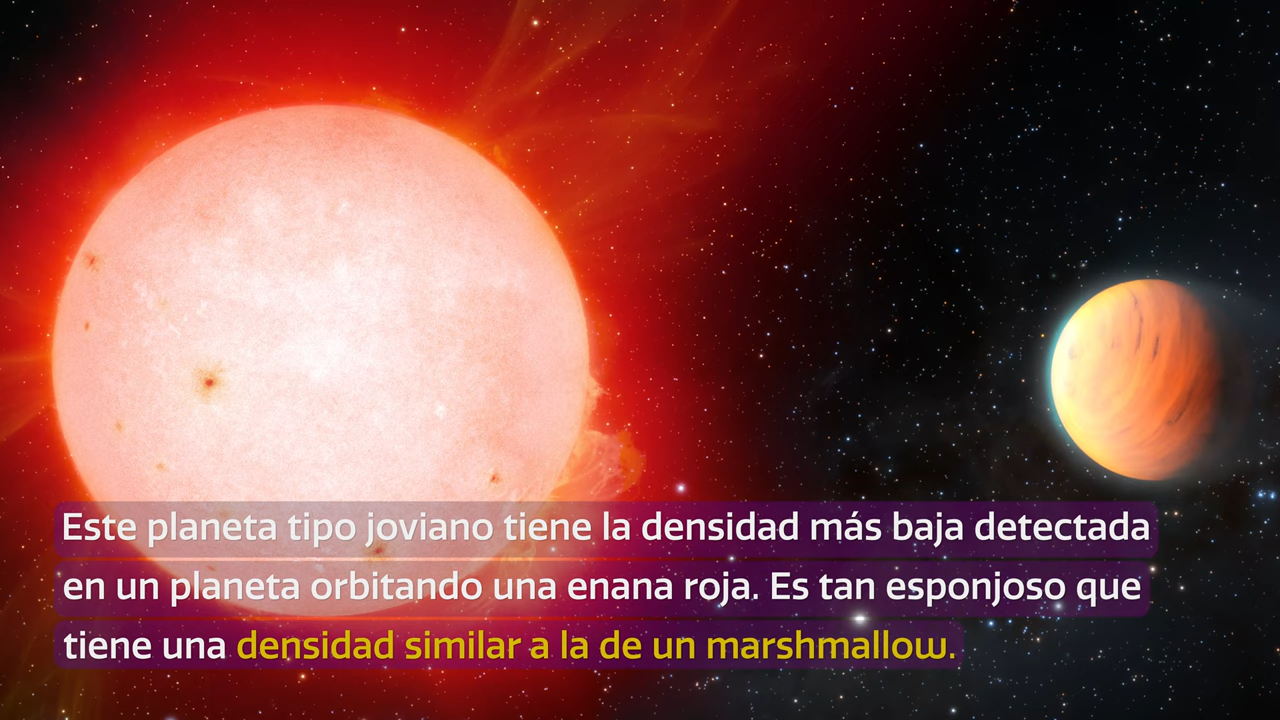 Este planeta tipo joviano tiene la densidad más baja detectada
en un planeta orbitando una enana roja. Es tan esponjoso que
tiene una densidad similar a la de un marshmallow.